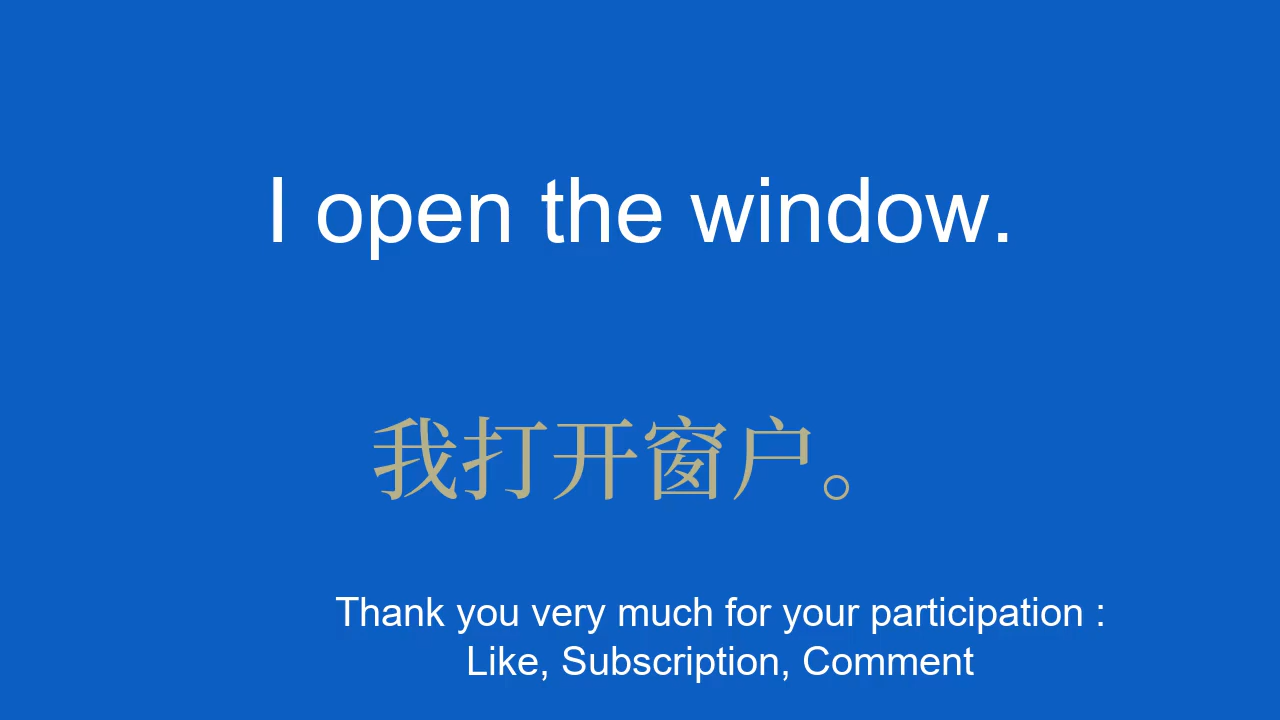 I open the window.
我打开窗户。
Thank you very much for your participation :
Like, Subscription, Comment